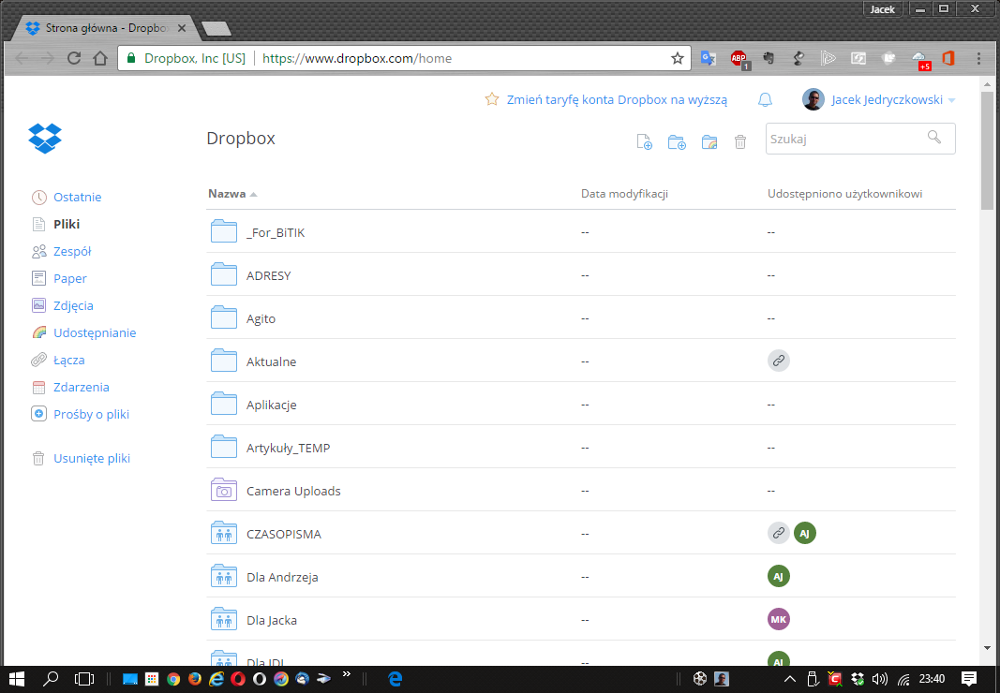 Jacek
Strona główna - Dropbo
Dropbox, Inc [US] https://www.dropbox.com/home
ABP 1
+5
Zmień taryfę konta Dropbox na wyższą
Jacek Jedryczkowski
Dropbox
Szukaj
Ostatnie
Pliki
Zespół
Paper
Zdjęcia
Udostępnianie
Łącza
Zdarzenia
Prośby o pliki
Usunięte pliki
Nazwa Data modyfikacji Udostępniono użytkownikowi
_For_BiTIK -- --
ADRESY -- --
Agito -- --
Aktualne --
Aplikacje -- --
Artykuły_TEMP -- --
Camera Uploads -- --
CZASOPISMA -- AJ
Dla Andrzeja -- AJ
Dla Jacka -- MK
Dla IDI -- AJ
23:40